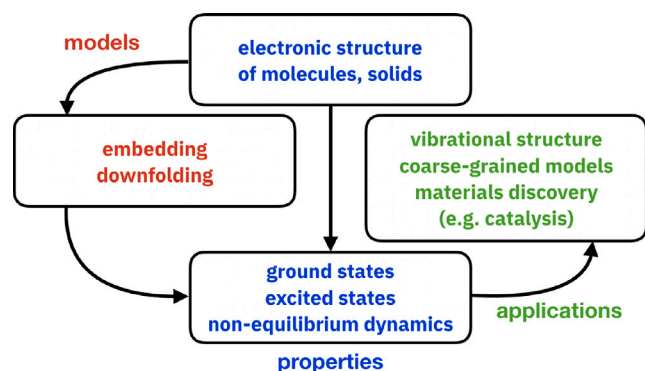 models
electronic structure
of molecules, solids
embedding
downfolding
vibrational structure
coarse-grained models
materials discovery
(e.g. catalysis)
ground states
excited states
non-equilibrium dynamics
applications
properties